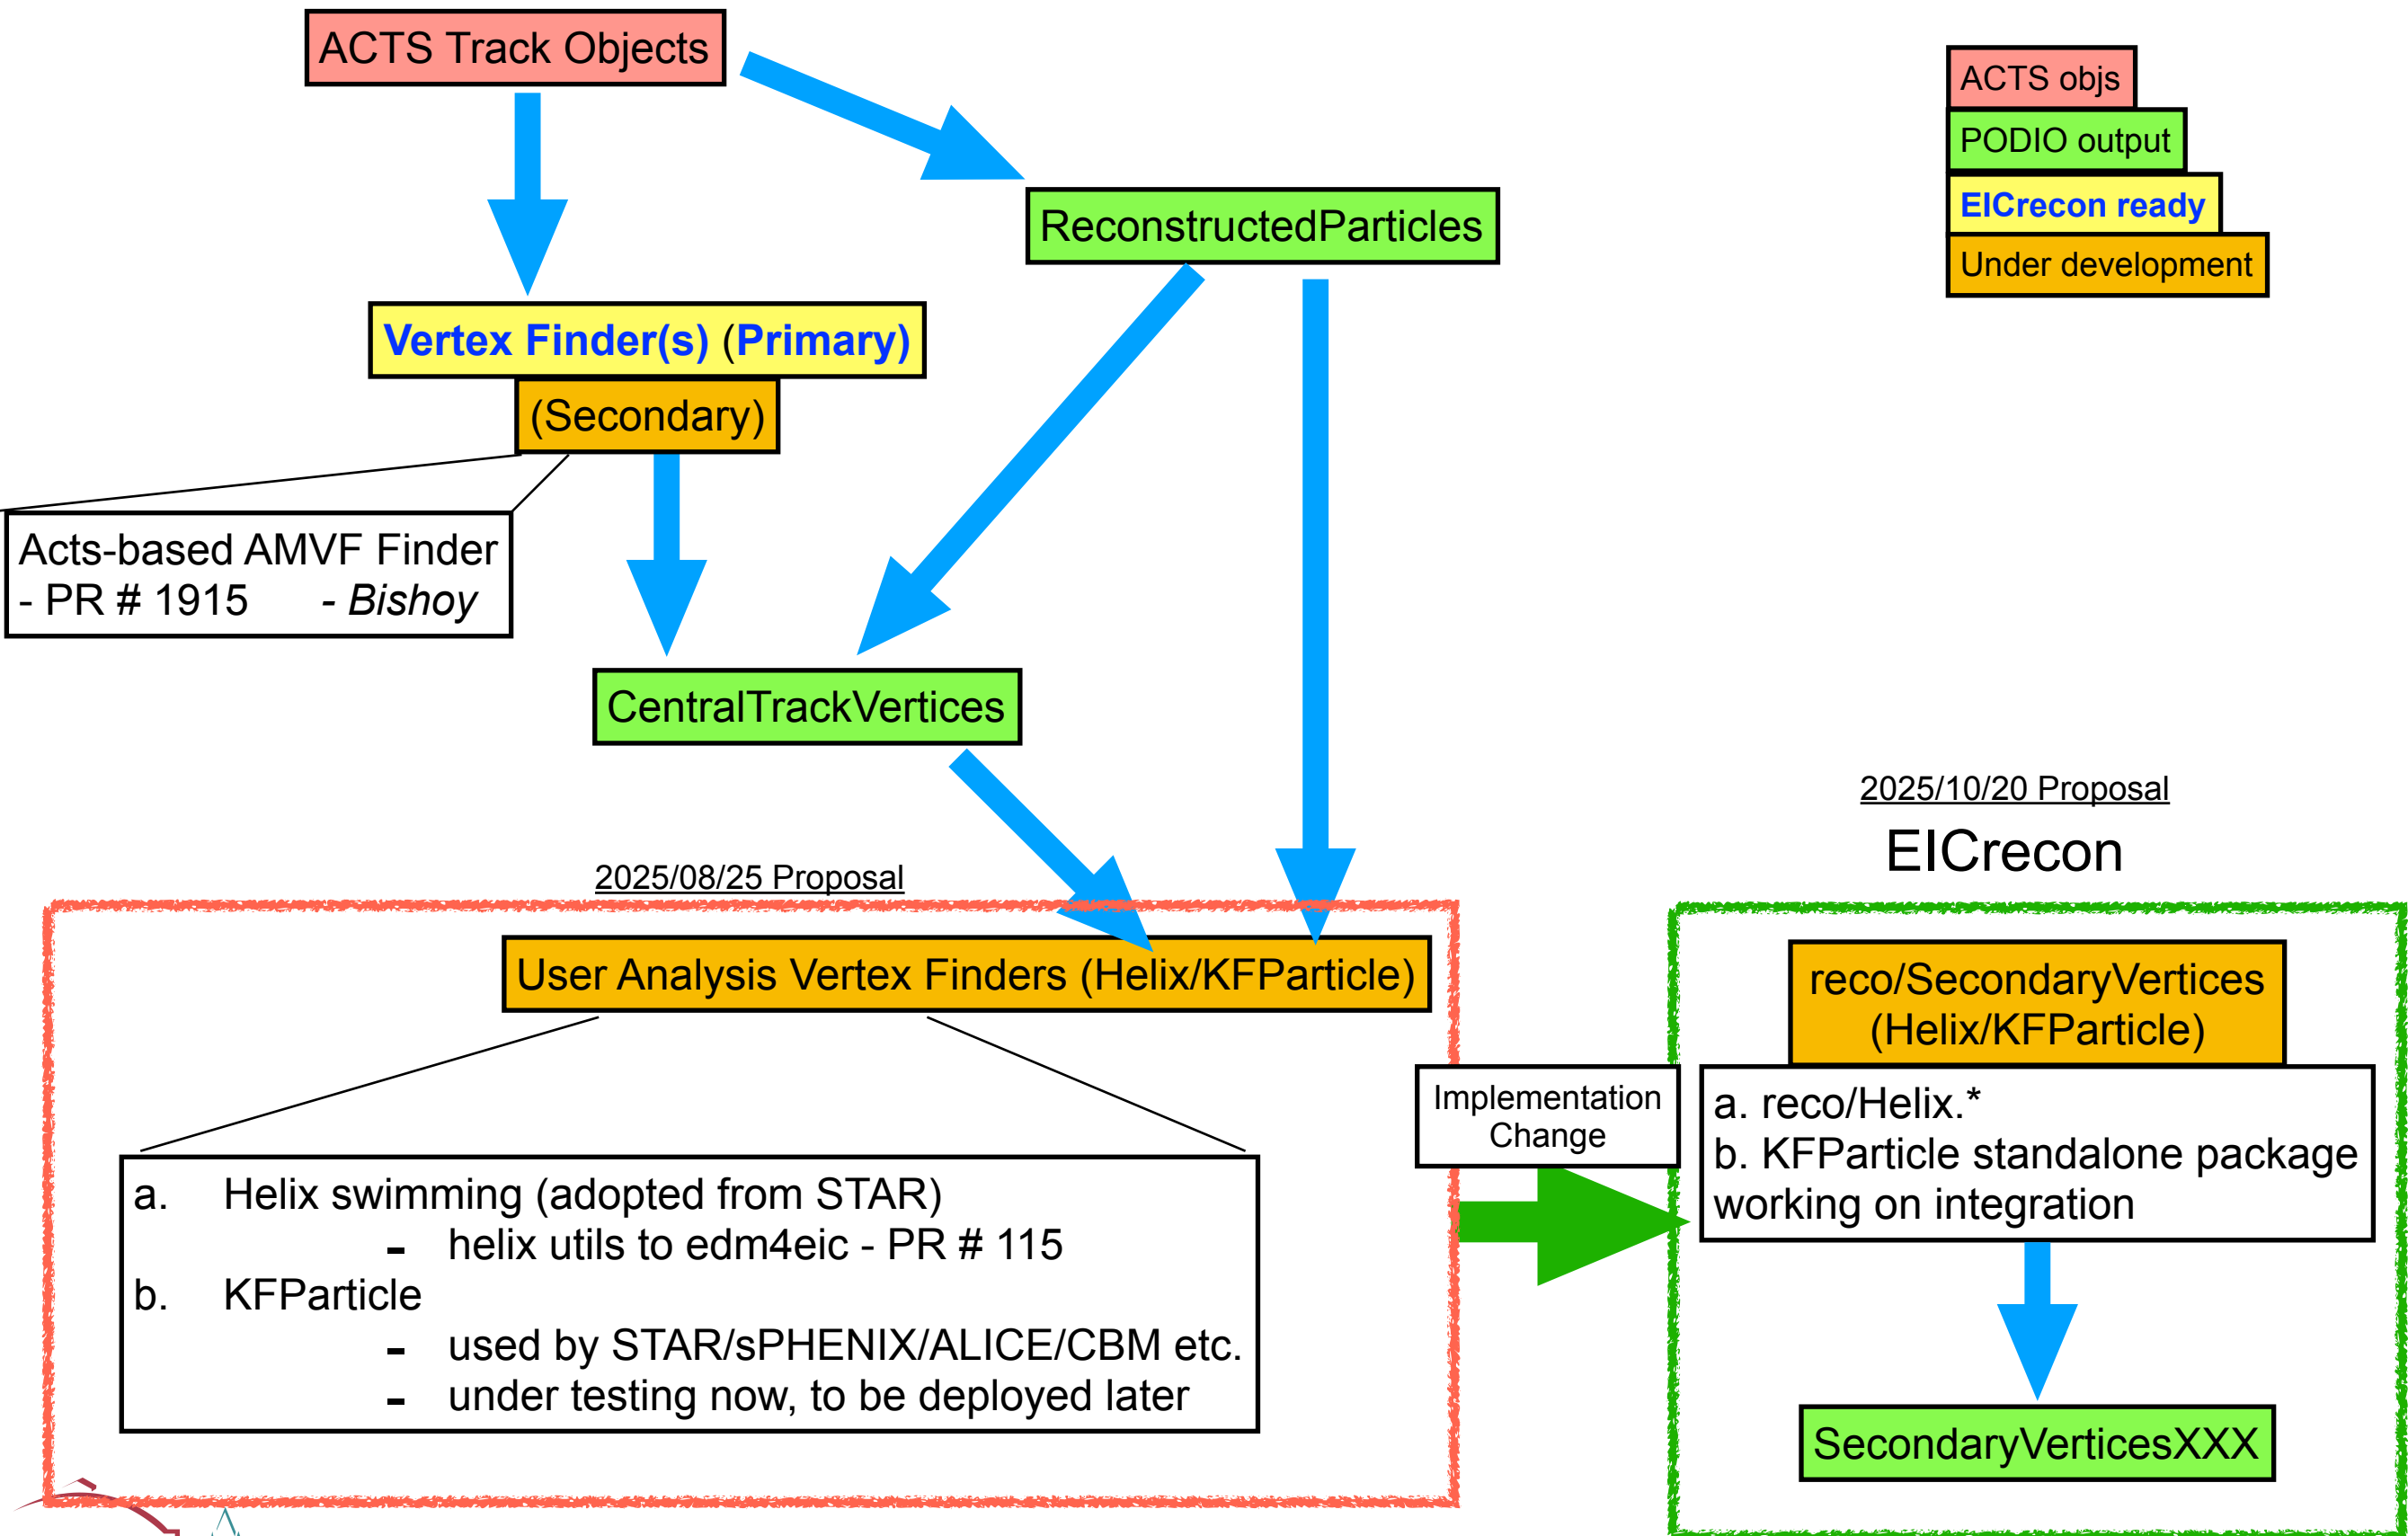 ACTS Track Objects
ACTS objs
PODIO output
EICrecon ready
Under development
ReconstructedParticles
Vertex Finder(s) (Primary)
(Secondary)
Acts-based AMVF Finder
- PR # 1915 - Bishoy
CentralTrackVertices
2025/10/20 Proposal
EICrecon
2025/08/25 Proposal
User Analysis Vertex Finders (Helix/KFParticle)
a. Helix swimming (adopted from STAR)
- helix utils to edm4eic - PR # 115
b. KFParticle
- used by STAR/sPHENIX/ALICE/CBM etc.
- under testing now, to be deployed later
Implementation
Change
reco/SecondaryVertices
(Helix/KFParticle)
a. reco/Helix.*
b. KFParticle standalone package
working on integration
SecondaryVerticesXXX